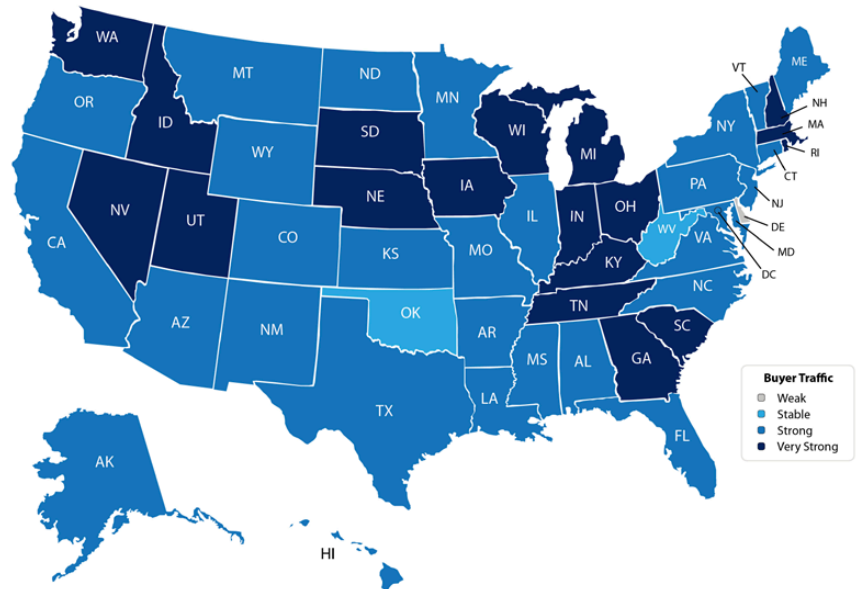 WA
MT
ND
MN
VT
ME
OR
ID
SD
WI
NY
NH
MA
WY
MI
RI
CT
NE
IA
PA
NJ
NV
UT
IL
IN
OH
DE
CA
CO
WV
MD
KS
MO
KY
VA
DC
NC
TN
AZ
NM
OK
AR
SC
MS
AL
GA
TX
LA
FL
Buyer Traffic
Weak
Stable
Strong
Very Strong
AK
HI